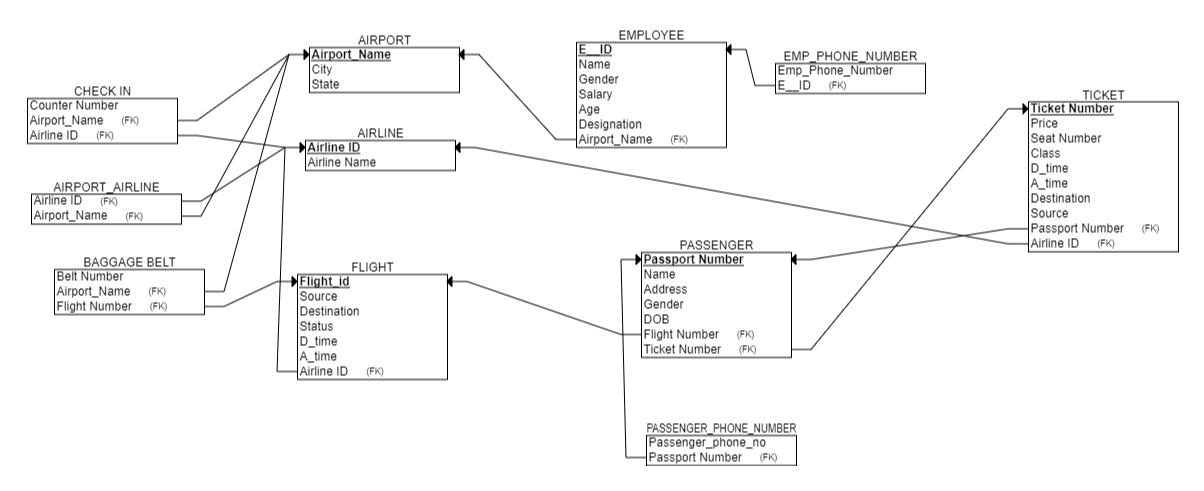 AIRPORT
Airport_Name
City
State
EMPLOYEE
E__ID
Name
Gender
Salary
Age
Designation
Airport_Name (FK)
EMP_PHONE_NUMBER
Emp_Phone_Number
E__ID (FK)
TICKET
Ticket Number
Price
Seat Number
Class
D_time
A_time
Destination
Source
Passport Number (FK)
Airline ID (FK)
CHECK IN
Counter Number
Airport_Name (FK)
Airline ID (FK)
AIRLINE
Airline ID
Airline Name
AIRPORT_AIRLINE
Airline ID (FK)
Airport_Name (FK)
BAGGAGE BELT
Belt Number
Airport_Name (FK)
Flight Number (FK)
FLIGHT
Flight_id
Source
Destination
Status
D_time
A_time
Airline ID (FK)
PASSENGER
Passport Number
Name
Address
Gender
DOB
Flight Number (FK)
Ticket Number (FK)
PASSENGER_PHONE_NUMBER
Passenger_phone_no
Passport Number (FK)